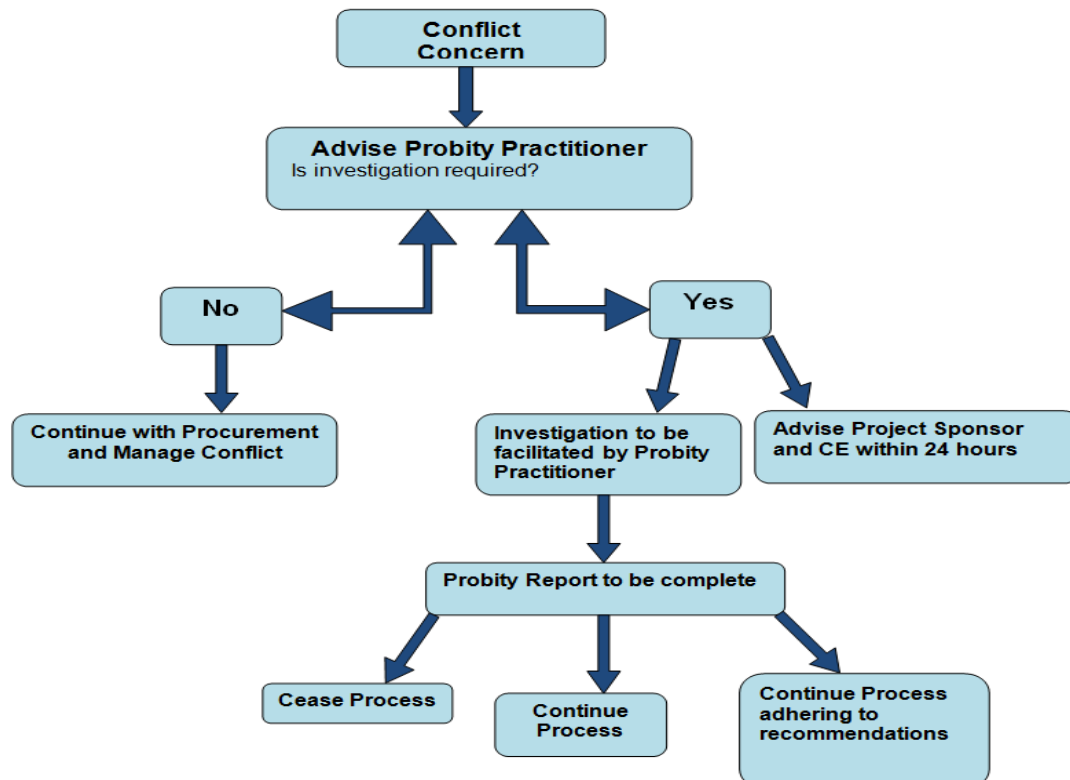 Conflict
Concern
Advise Probity Practitioner
Is investigation required?
No
Yes
Continue with Procurement
and Manage Conflict
Investigation to be
facilitated by Probity
Practitioner
Advise Project Sponsor
and CE within 24 hours
Probity Report to be complete
Cease Process
Continue
Process
Continue Process
adhering to
recommendations